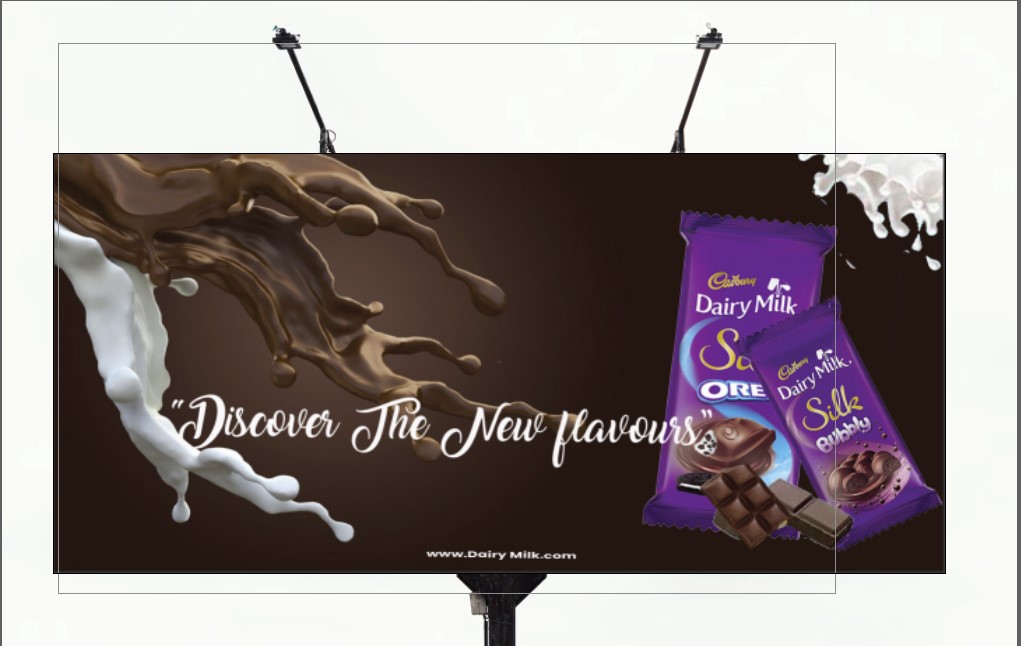 Cadbury
Dairy Milk
OREO
Cadbury
Dairy Milk
Silk
Bubbly
"Discover The New flavours"
www.Dairy Milk.com